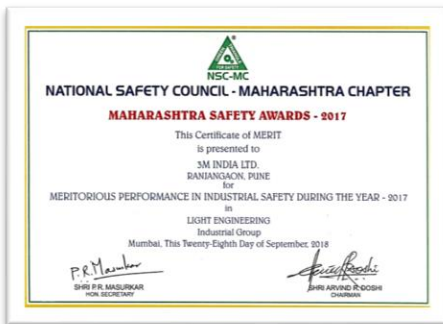 NSC-MC
NATIONAL SAFETY COUNCIL - MAHARASHTRA CHAPTER
MAHARASHTRA SAFETY AWARDS - 2017
This Certificate of MERIT
is presented to
3M INDIA LTD.
RANJANGAON, PUNE
for
MERITORIOUS PERFORMANCE IN INDUSTRIAL SAFETY DURING THE YEAR - 2017
in
LIGHT ENGINEERING
Industrial Group
Mumbai, This Twenty-Eighth Day of September, 2018
P.R. Masurkar
SHRI P.R. MASURKAR
SHRI ARVIND R. DOSHI
HON. SECRETARY
CHAIRMAN